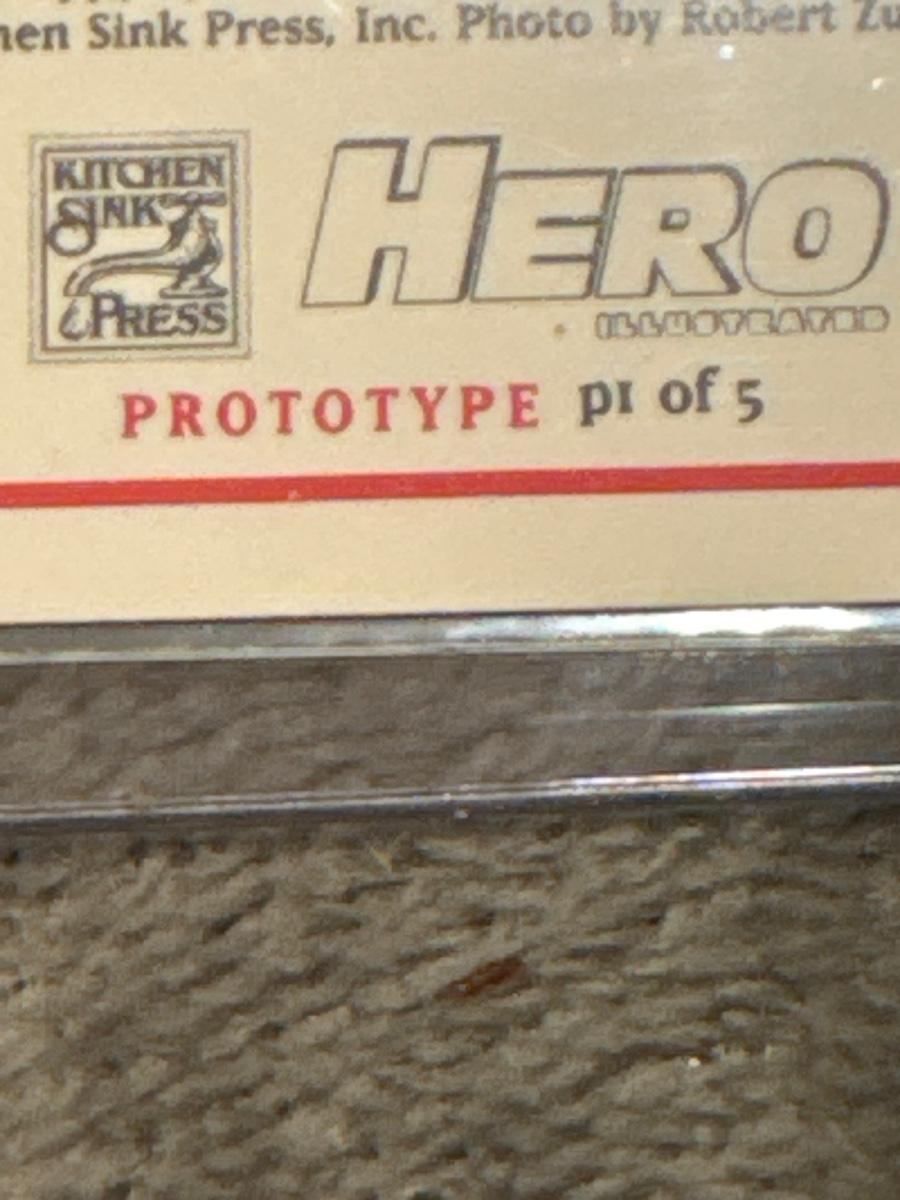 hen Sink Press, Inc. Photo by Robert Zu
KITCHEN
SINK
PRESS
HERO
ILLUSTRATED
PROTOTYPE p1 of 5